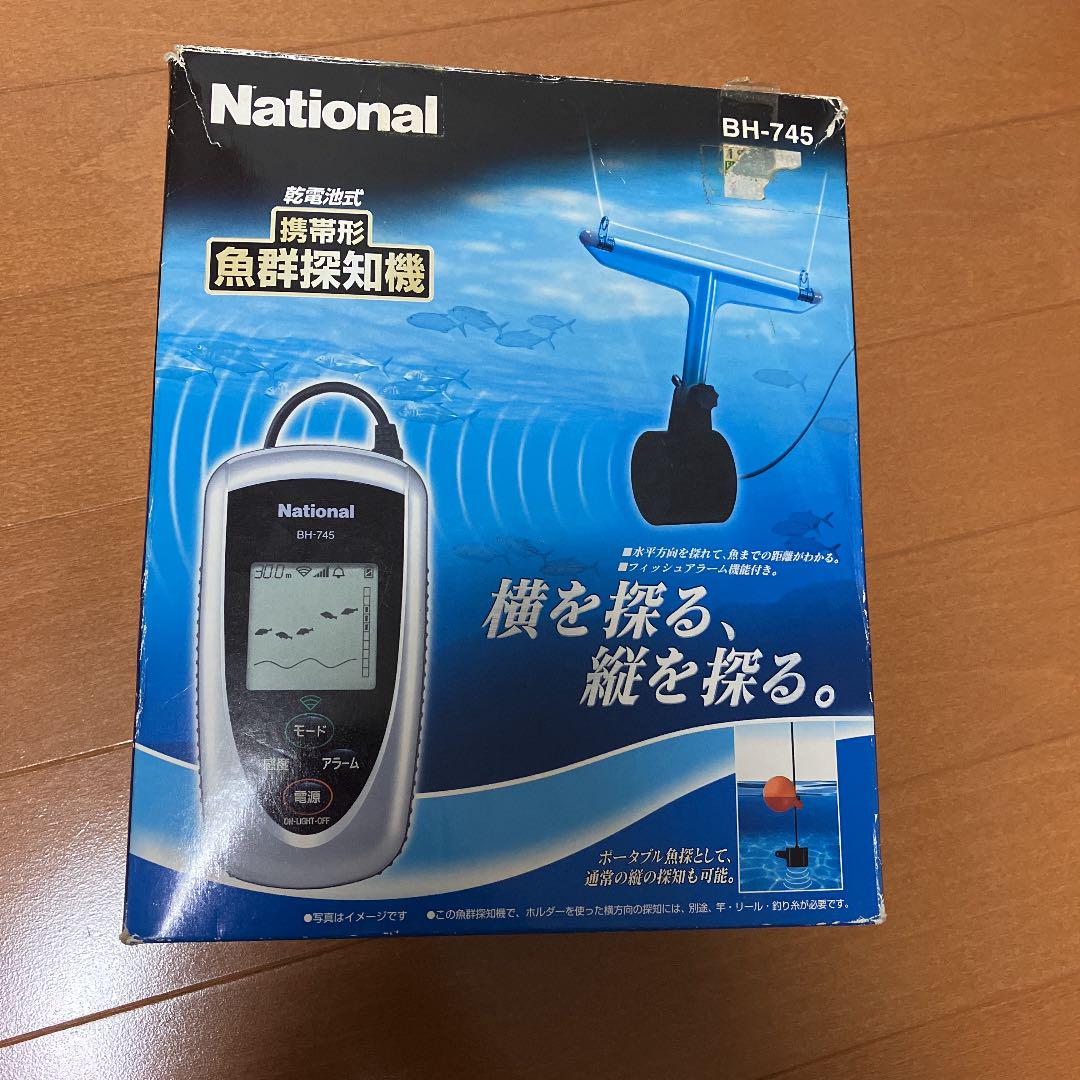 National
BH-745
乾電池式
携帯形
魚群探知機
National
BH-745
30.0m
モード
感度 アラーム
電源
ON-LIGHT-OFF
■水平方向を探れて、魚までの距離がわかる。
■フィッシュアラーム機能付き。
横を探る、
縦を探る。
ポータブル魚探として、
通常の縦の探知も可能。
●写真はイメージです ●この魚群探知機で、ホルダーを使った横方向の探知には、別途、竿・リール・釣り糸が必要です。